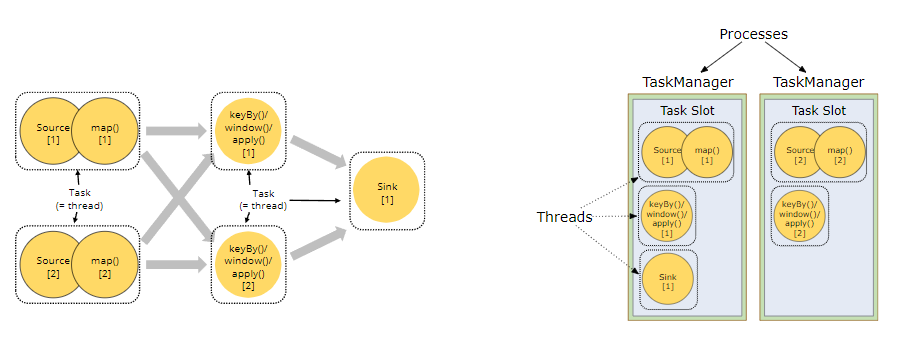 Source
[1]
map()
[1]
keyBy()/
window()/
apply()
[1]
Task
(= thread)
Task
(= thread)
Sink
[1]
Source
[2]
map()
[2]
keyBy()/
window()/
apply()
[2]
Processes
TaskManager
TaskManager
Task Slot
Task Slot
Source
[1]
map()
[1]
Source
[2]
map()
[2]
Threads
keyBy()/
window()/
apply()
[1]
keyBy()/
window()/
apply()
[2]
Sink
[1]